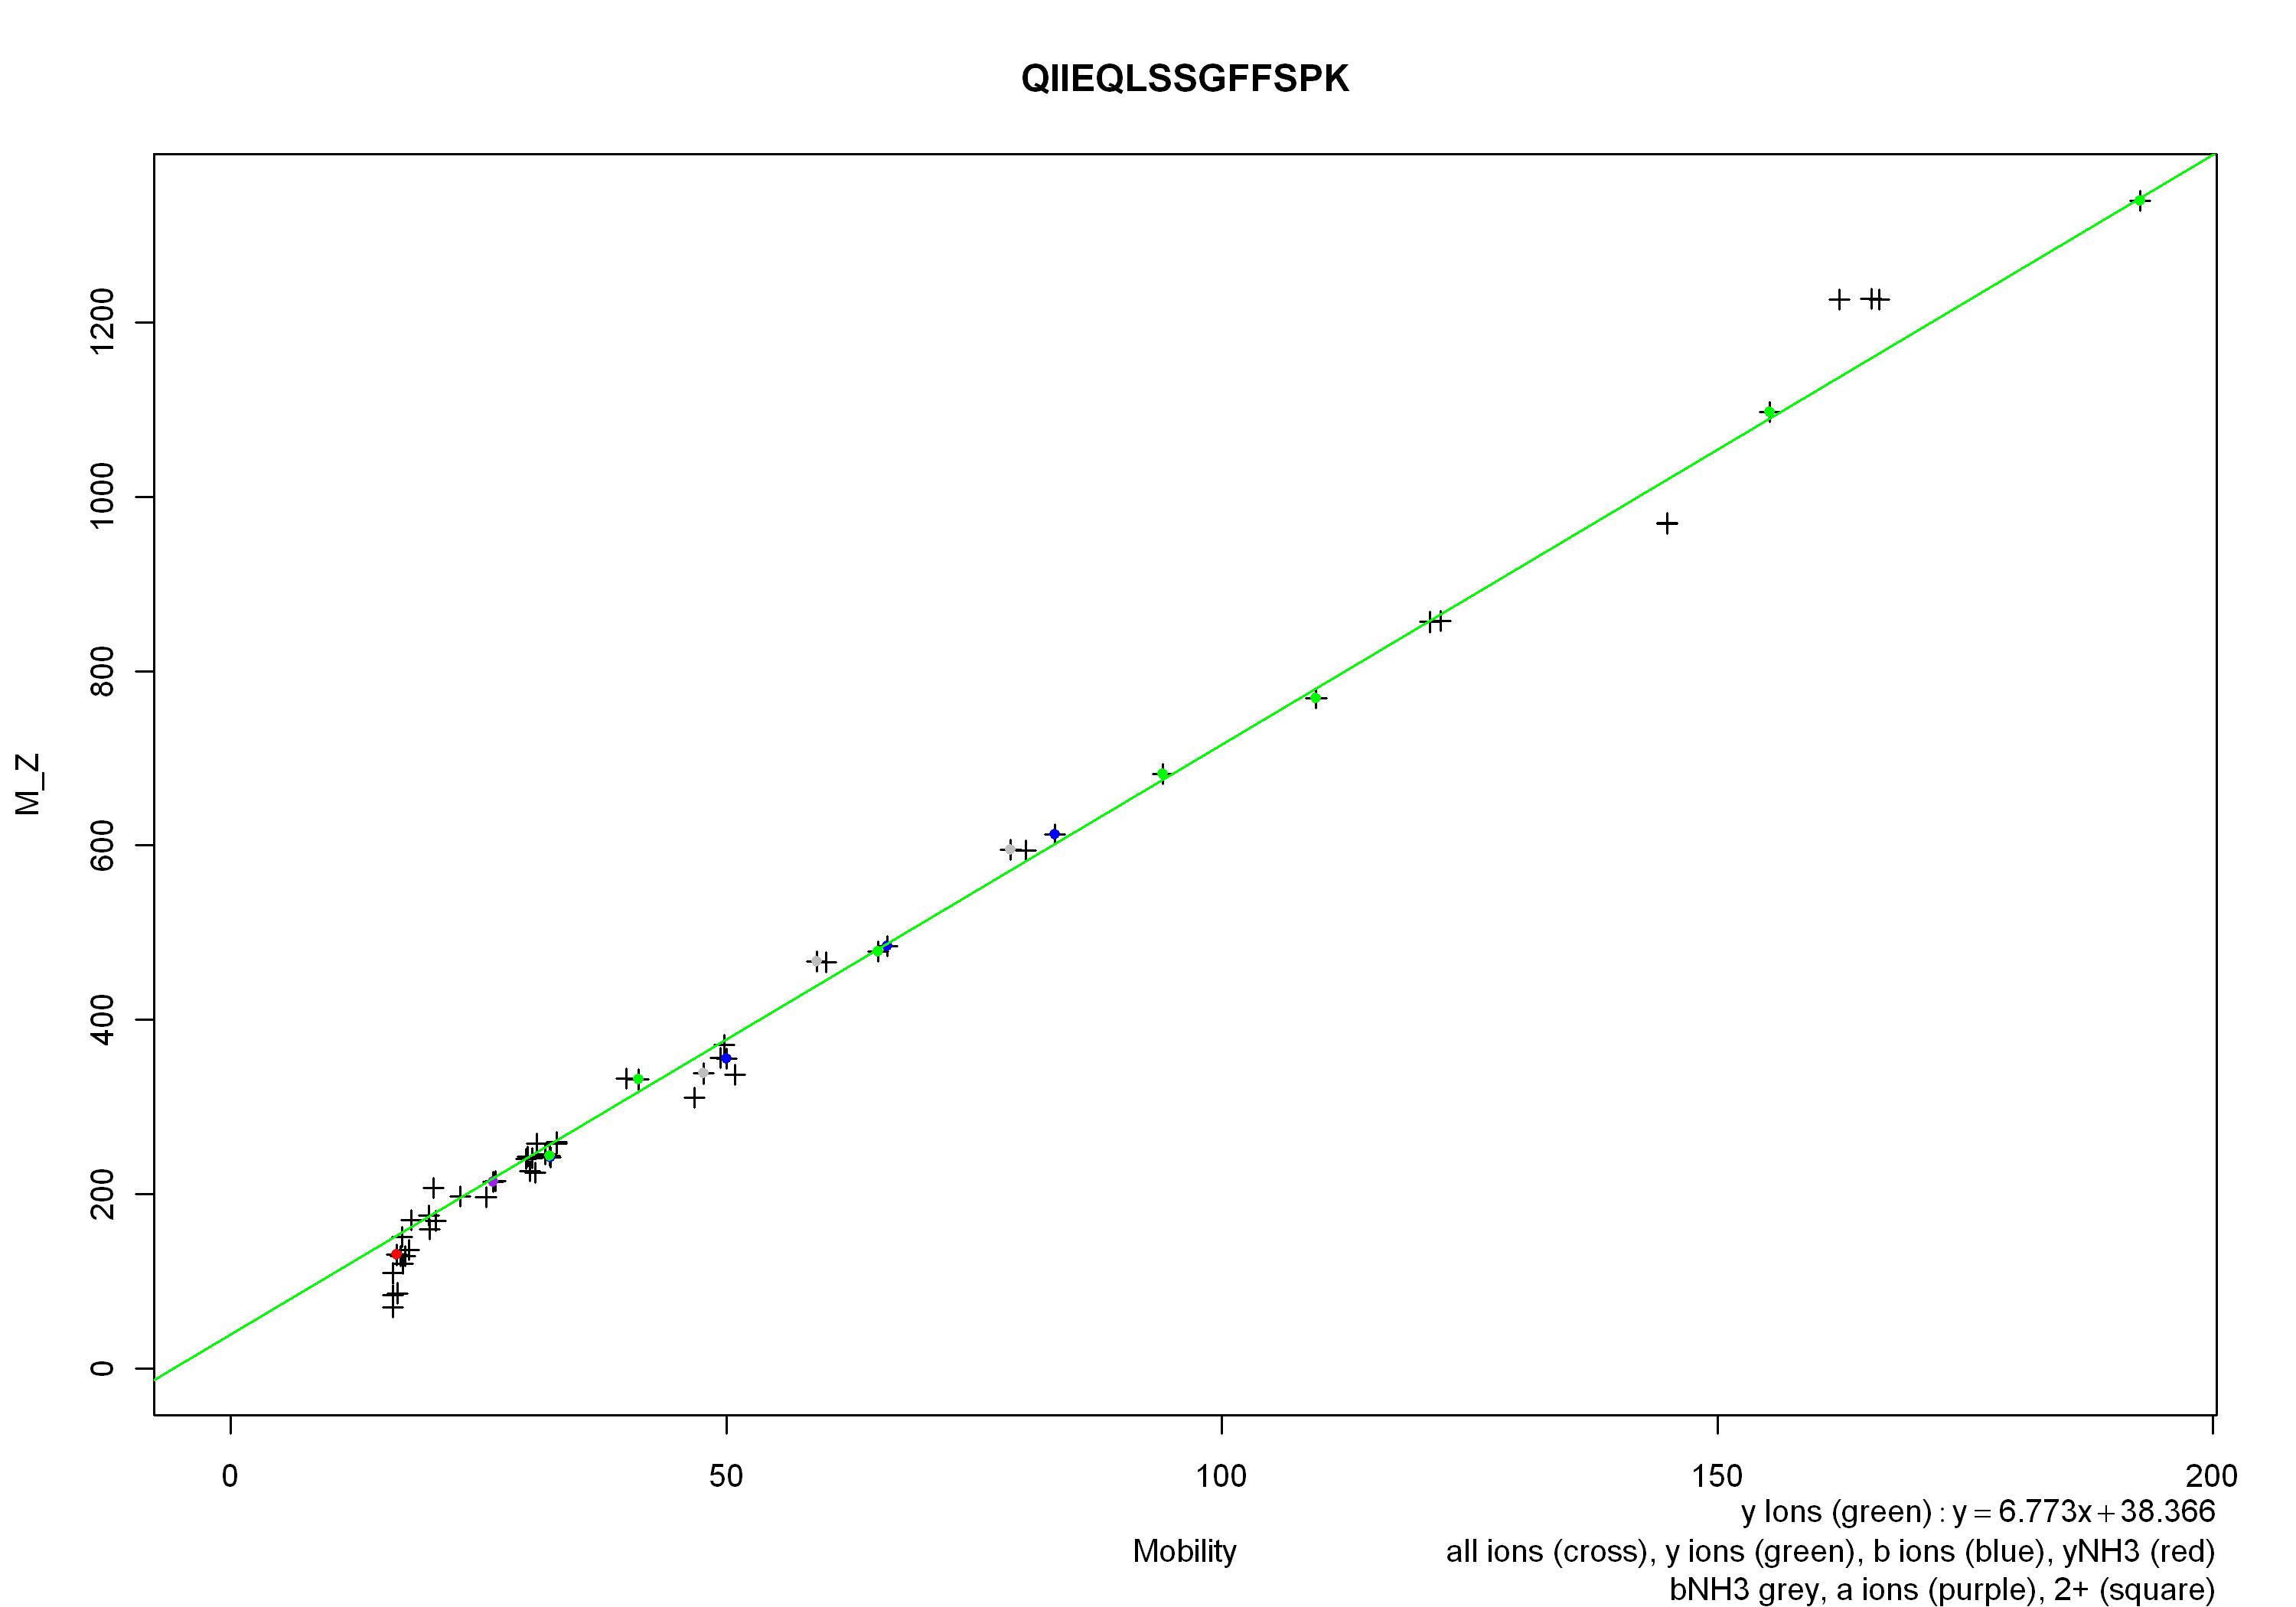 QIIEQLSSGFFSPK
1200
1000
800
600
400
200
0
M_Z
0 50 100 150 200
y Ions (green) : y = 6.773x + 38.366
Mobility
all ions (cross), y ions (green), b ions (blue), yNH3 (red)
bNH3 grey, a ions (purple), 2+ (square)